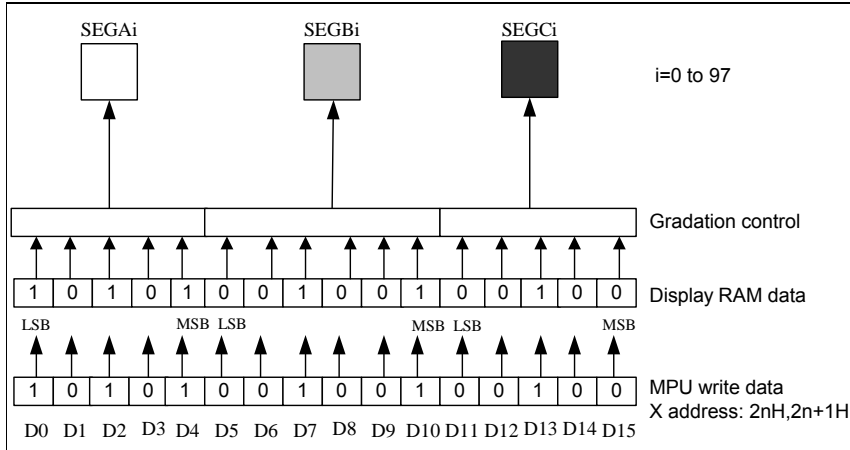 SEGAi SEGBi SEGCi
i=0 to 97
Gradation control
1 0 1 0 1 0 0 1 0 0 1 0 0 1 0 0 Display RAM data
LSB MSB LSB MSB LSB MSB
1 0 1 0 1 0 0 1 0 0 1 0 0 1 0 0 MPU write data
X address: 2nH,2n+1H
D0 D1 D2 D3 D4 D5 D6 D7 D8 D9 D10 D11 D12 D13 D14 D15